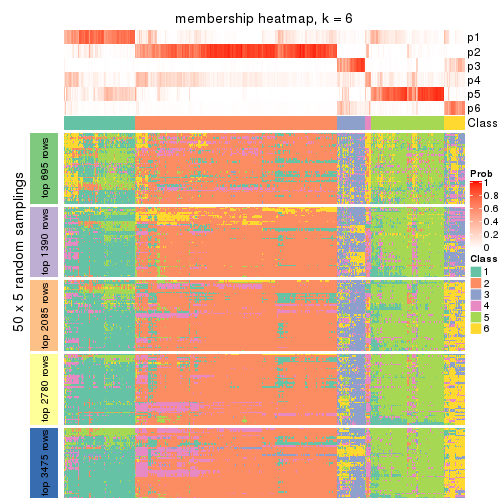 membership heatmap, k = 6
p1
p2
p3
p4
p5
p6
Class
50 x 5 random samplings
top 695 rows
top 1390 rows
top 2085 rows
top 2780 rows
top 3475 rows
Prob
1
0.8
0.6
0.4
0.2
0
Class
1
2
3
4
5
6